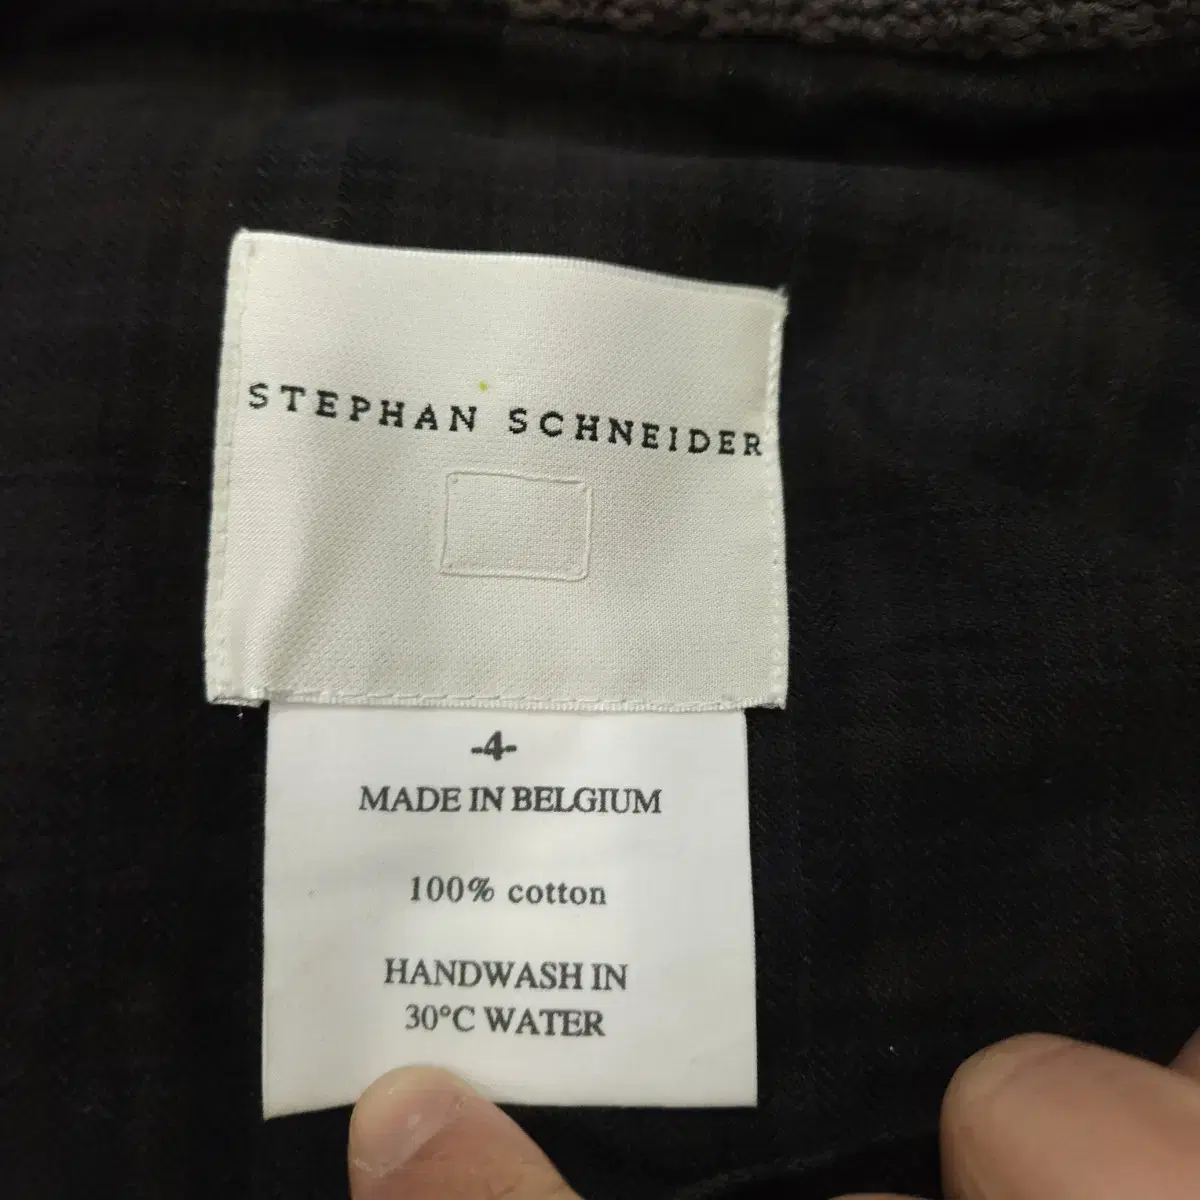 STEPHAN SCHNEIDER
-4-
MADE IN BELGIUM
100% cotton
HANDWASH IN
30°C WATER